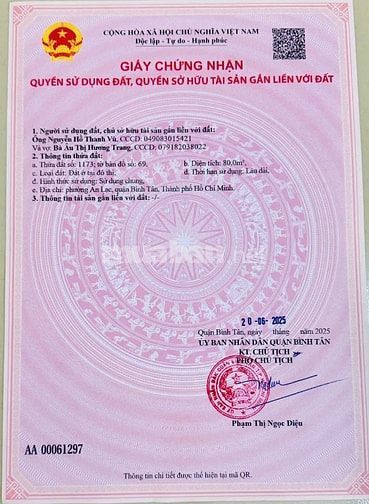 CỘNG HÒA XÃ HỘI CHỦ NGHĨA VIỆT NAM
Độc lập - Tự do - Hạnh phúc
GIẤY CHỨNG NHẬN
QUYỀN SỬ DỤNG ĐẤT, QUYỀN SỞ HỮU TÀI SẢN GẮN LIỀN VỚI ĐẤT
1. Người sử dụng đất, chủ sở hữu tài sản gắn liền với đất:
Ông Nguyễn Hồ Thanh Vũ, CCCD: 049083015421
Và vợ: Bà Âu Thị Hương Trang, CCCD: 079182038022
2. Thông tin thửa đất:
a. Thửa đất số: 1173; tờ bản đồ số: 69, b. Diện tích: 80,0m².
c. Loại đất: Đất ở tại đô thị, d. Thời hạn sử dụng: Lâu dài,
đ. Hình thức sử dụng: Sử dụng chung,
e. Địa chỉ: phường An Lạc, quận Bình Tân, Thành phố Hồ Chí Minh.
3. Thông tin tài sản gắn liền với đất: -/-
20-06-2025
Quận Bình Tân, ngày tháng năm 2025
ỦY BAN NHÂN DÂN QUẬN BÌNH TÂN
KT. CHỦ TỊCH
PHÓ CHỦ TỊCH
Phạm Thị Ngọc Diệu
AA 00061297
Thông tin chi tiết được thể hiện tại mã QR.